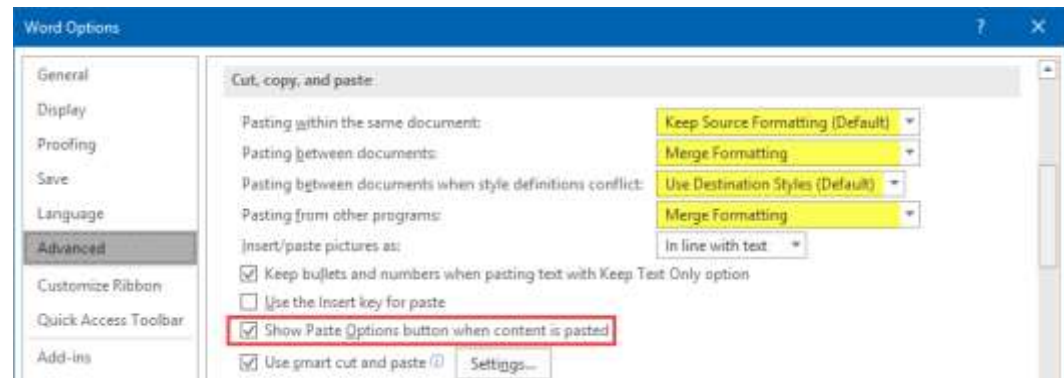 Word Options
?
General
Display
Proofing
Save
Language
Advanced
Customize Ribbon
Quick Access Toolbar
Add-ins
Cut, copy, and paste
Pasting within the same document: Keep Source Formatting (Default)
Pasting between documents: Merge Formatting
Pasting between documents when style definitions conflict: Use Destination Styles (Default)
Pasting from other programs: Merge Formatting
Insert/paste pictures as: In line with text
Keep bullets and numbers when pasting text with Keep Text Only option
Use the Insert key for paste
Show Paste Options button when content is pasted
Use smart cut and paste Settings...